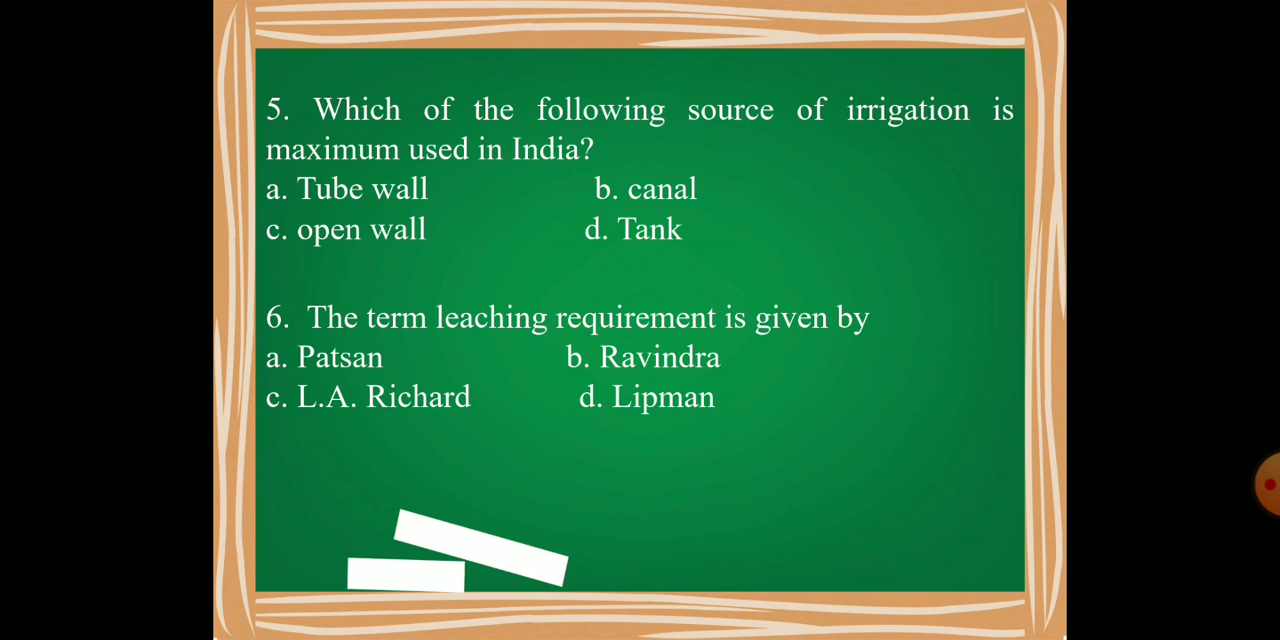 5. Which of the following source of irrigation is
maximum used in India?
a. Tube wall b. canal
c. open wall d. Tank
6. The term leaching requirement is given by
a. Patsan b. Ravindra
c. L.A. Richard d. Lipman